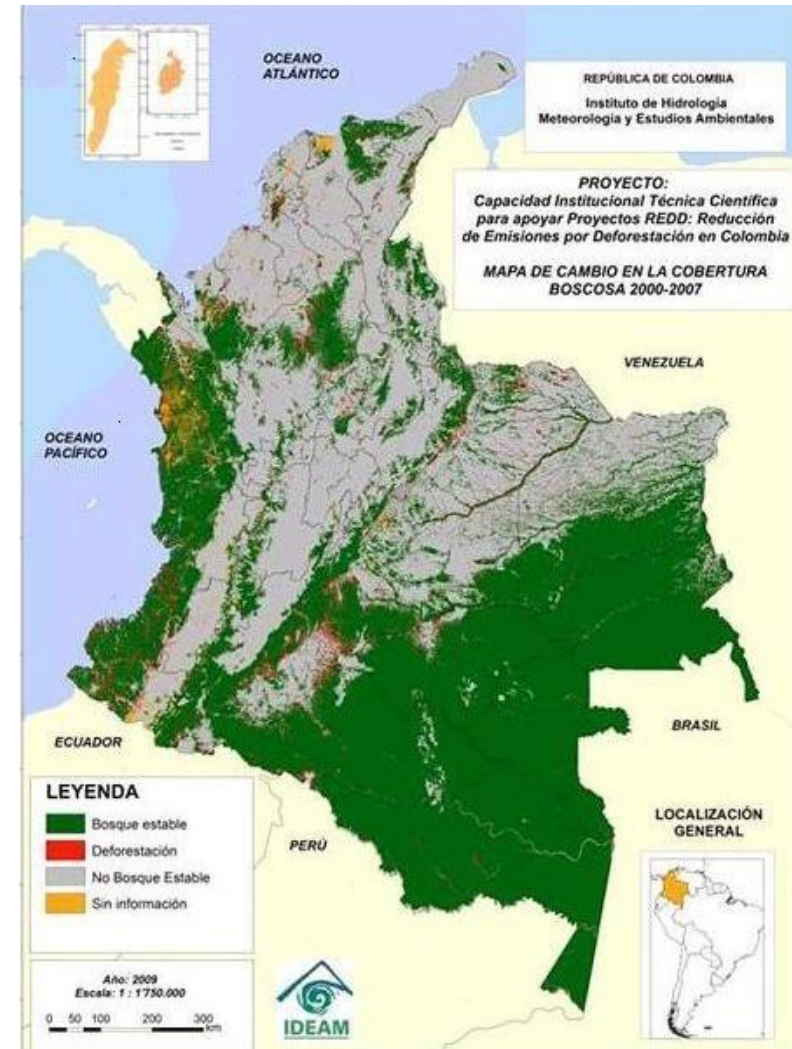 OCEANO
ATLÁNTICO
REPÚBLICA DE COLOMBIA
Instituto de Hidrología
Meteorología y Estudios Ambientales
PROYECTO:
Capacidad Institucional Técnica Científica
para apoyar Proyectos REDD: Reducción
de Emisiones por Deforestación en Colombia
MAPA DE CAMBIO EN LA COBERTURA
BOSCOSA 2000-2007
VENEZUELA
OCEANO
PACÍFICO
BRASIL
ECUADOR
PERÚ
LEYENDA
Bosque estable
Deforestación
No Bosque Estable
Sin información
LOCALIZACIÓN
GENERAL
Año: 2009
Escala: 1 : 1'750.000
0 50 100 200 300
km
IDEAM